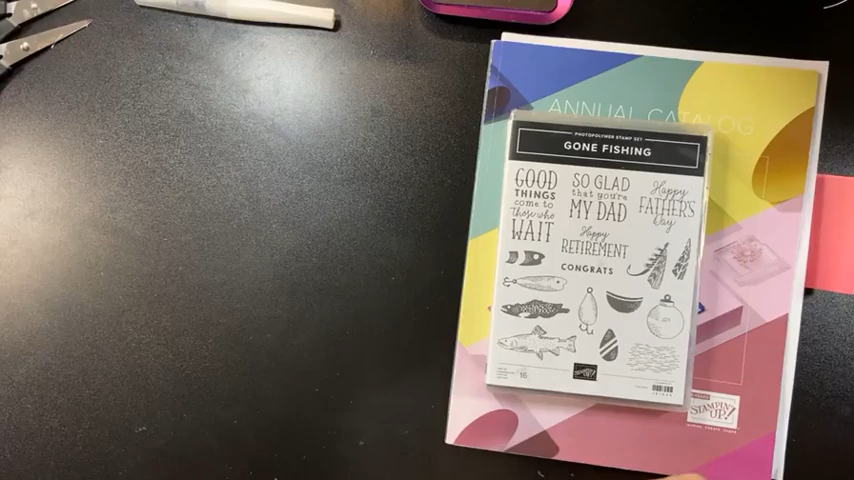 ANNUAL CATALOG
PHOTOPOLYMER STAMP SET
GONE FISHING
GOOD
THINGS
come to
those who
WAIT
SO GLAD
that you're
MY DAD
Happy
FATHER'S
Day
Happy
RETIREMENT
CONGRATS
16
STAMPIN' UP!